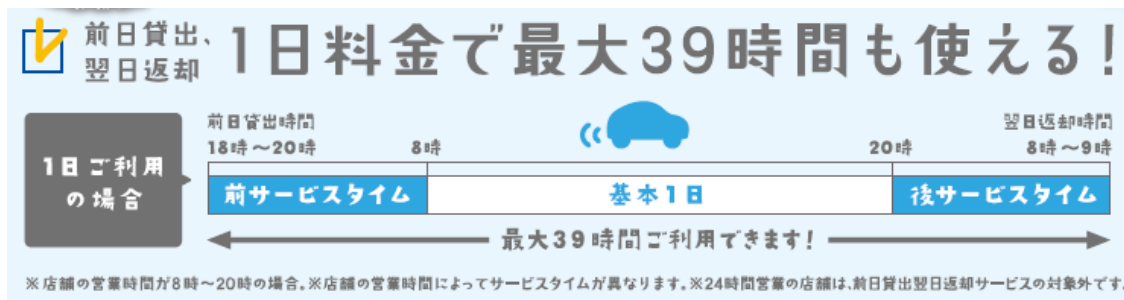 前日貸出、
翌日返却
1日料金で最大39時間も使える！
1日ご利用
の場合
前日貸出時間
18時～20時
8時
20時
翌日返却時間
8時～9時
前サービスタイム
基本1日
後サービスタイム
最大39時間ご利用できます！
※店舗の営業時間が8時～20時の場合。※店舗の営業時間によってサービスタイムが異なります。※24時間営業の店舗は、前日貸出翌日返却サービスの対象外です。